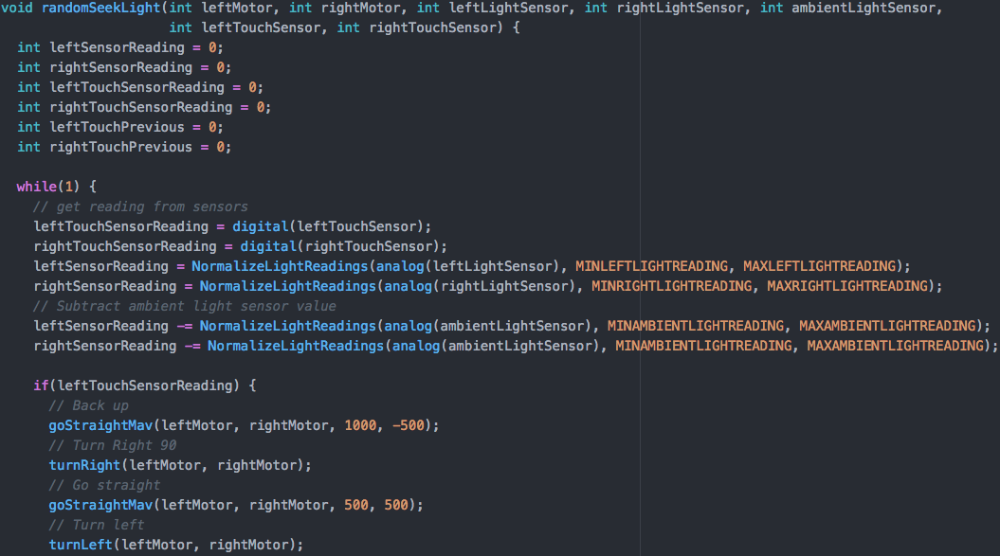 void randomSeekLight(int leftMotor, int rightMotor, int leftLightSensor, int rightLightSensor, int ambientLightSensor,
                     int leftTouchSensor, int rightTouchSensor) {
  int leftSensorReading = 0;
  int rightSensorReading = 0;
  int leftTouchSensorReading = 0;
  int rightTouchSensorReading = 0;
  int leftTouchPrevious = 0;
  int rightTouchPrevious = 0;

  while(1) {
    // get reading from sensors
    leftTouchSensorReading = digital(leftTouchSensor);
    rightTouchSensorReading = digital(rightTouchSensor);
    leftSensorReading = NormalizeLightReadings(analog(leftLightSensor), MINLEFTLIGHTREADING, MAXLEFTLIGHTREADING);
    rightSensorReading = NormalizeLightReadings(analog(rightLightSensor), MINRIGHTLIGHTREADING, MAXRIGHTLIGHTREADING);
    // Subtract ambient light sensor value
    leftSensorReading -= NormalizeLightReadings(analog(ambientLightSensor), MINAMBIENTLIGHTREADING, MAXAMBIENTLIGHTREADING);
    rightSensorReading -= NormalizeLightReadings(analog(ambientLightSensor), MINAMBIENTLIGHTREADING, MAXAMBIENTLIGHTREADING);

    if(leftTouchSensorReading) {
      // Back up
      goStraightMav(leftMotor, rightMotor, 1000, -500);
      // Turn Right 90
      turnRight(leftMotor, rightMotor);
      // Go straight
      goStraightMav(leftMotor, rightMotor, 500, 500);
      // Turn left
      turnLeft(leftMotor, rightMotor);